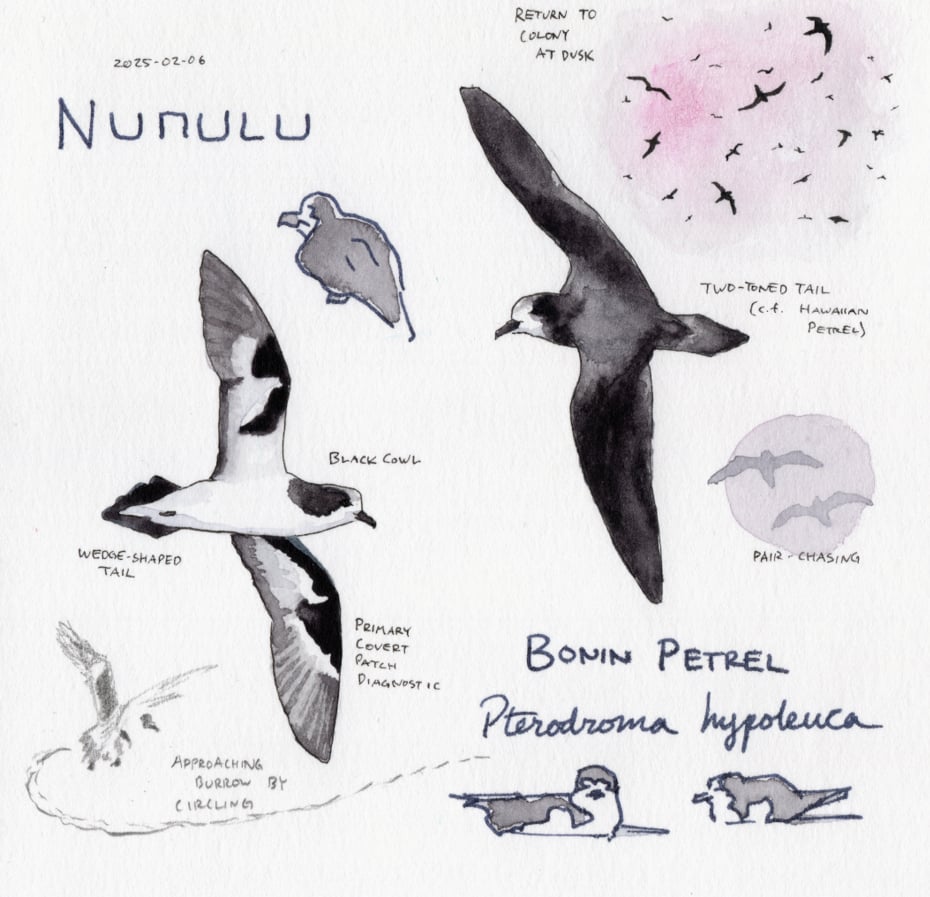 2025-02-06
NUNULU
RETURN TO
COLONY
AT DUSK
TWO-TONED TAIL
(c.f. HAWAIIAN
PETREL)
BLACK COWL
WEDGE-SHAPED
TAIL
PAIR-CHASING
PRIMARY
COVERT
PATCH
DIAGNOSTIC
BONIN PETREL
Pterodroma hypoleuca
APPROACHING
BURROW BY
CIRCLING